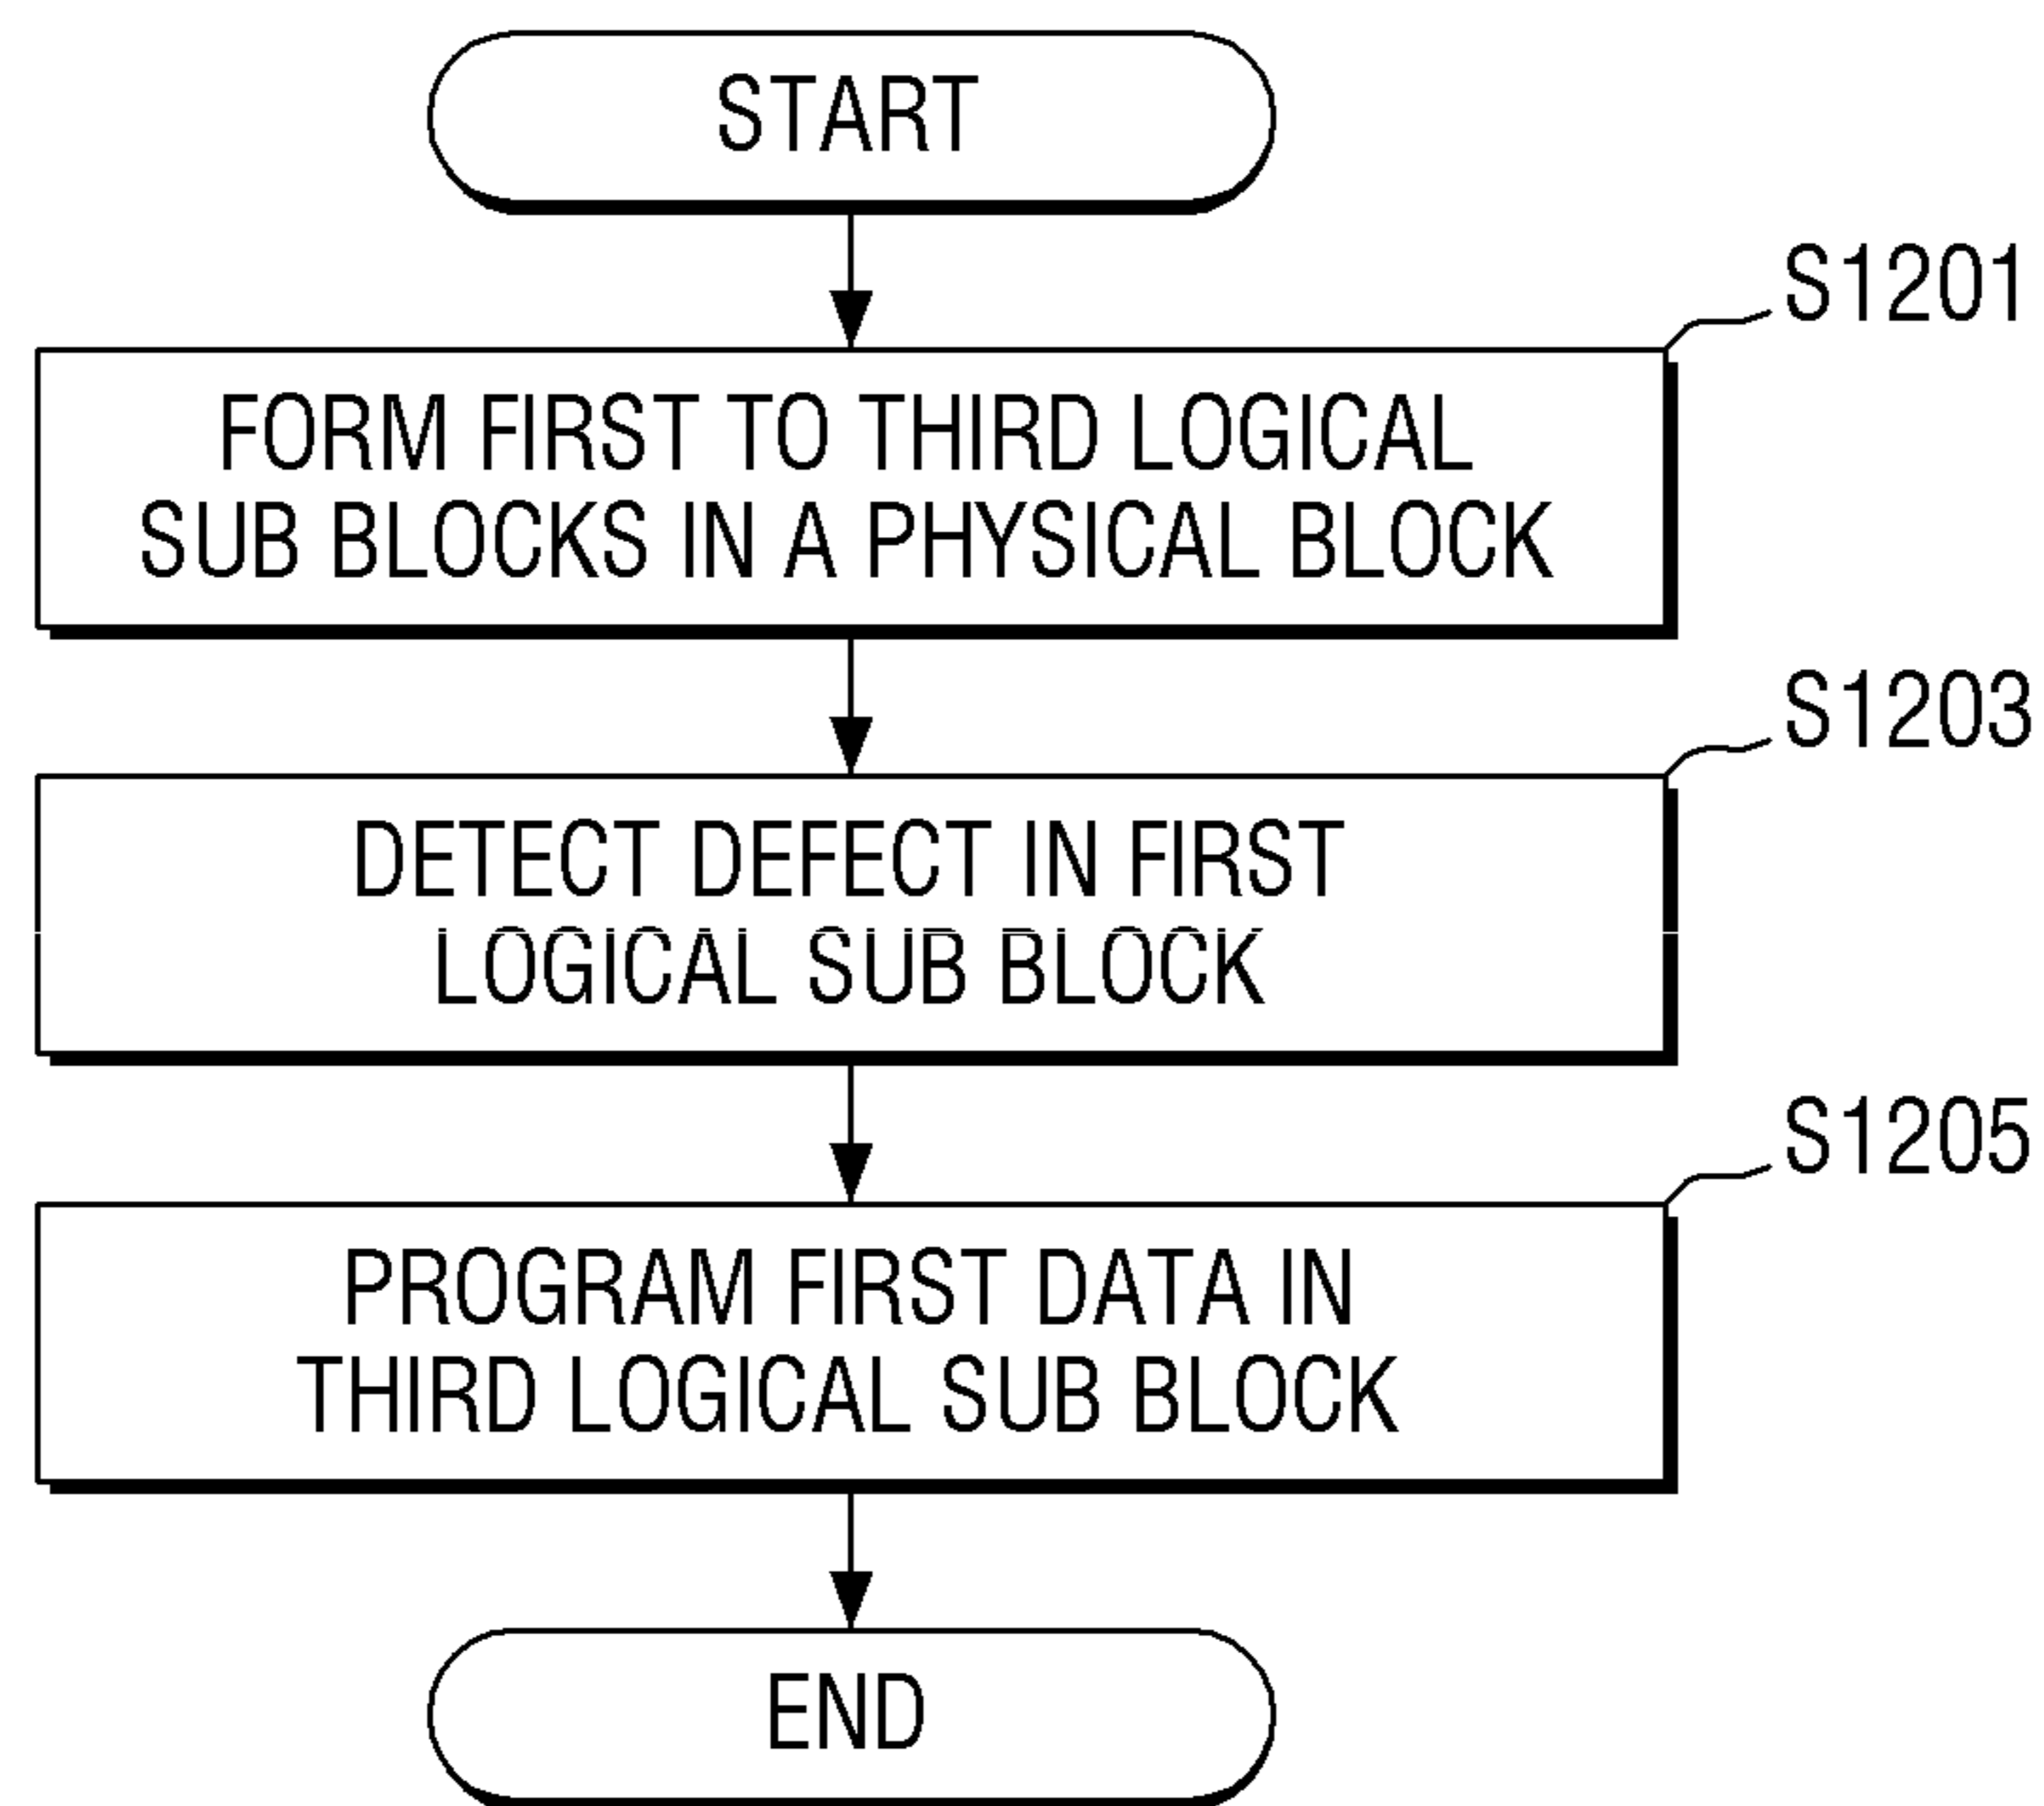 START
S1201
FORM FIRST TO THIRD LOGICAL
SUB BLOCKS IN A PHYSICAL BLOCK
S1203
DETECT DEFECT IN FIRST
LOGICAL SUB BLOCK
S1205
PROGRAM FIRST DATA IN
THIRD LOGICAL SUB BLOCK
END